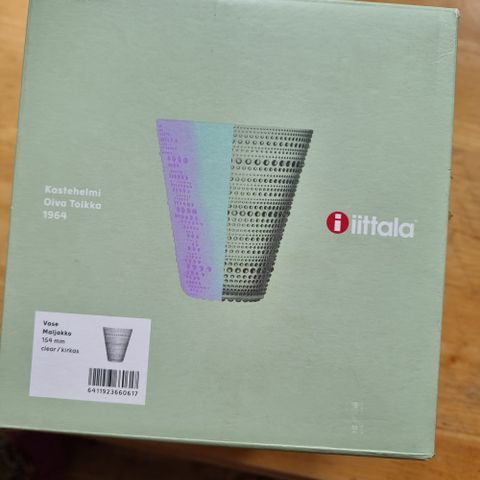 Kastehelmi
Oiva Toikka
1964
i iittala
Vase
Maljakko
154 mm
clear / kirkas
6411923660617